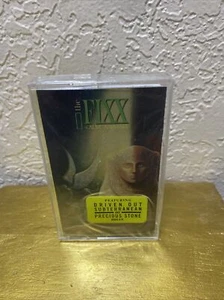 the
FIXX
FEATURING
DRIVEN OUT
SUBTERRANEAN
PRECIOUS STONE